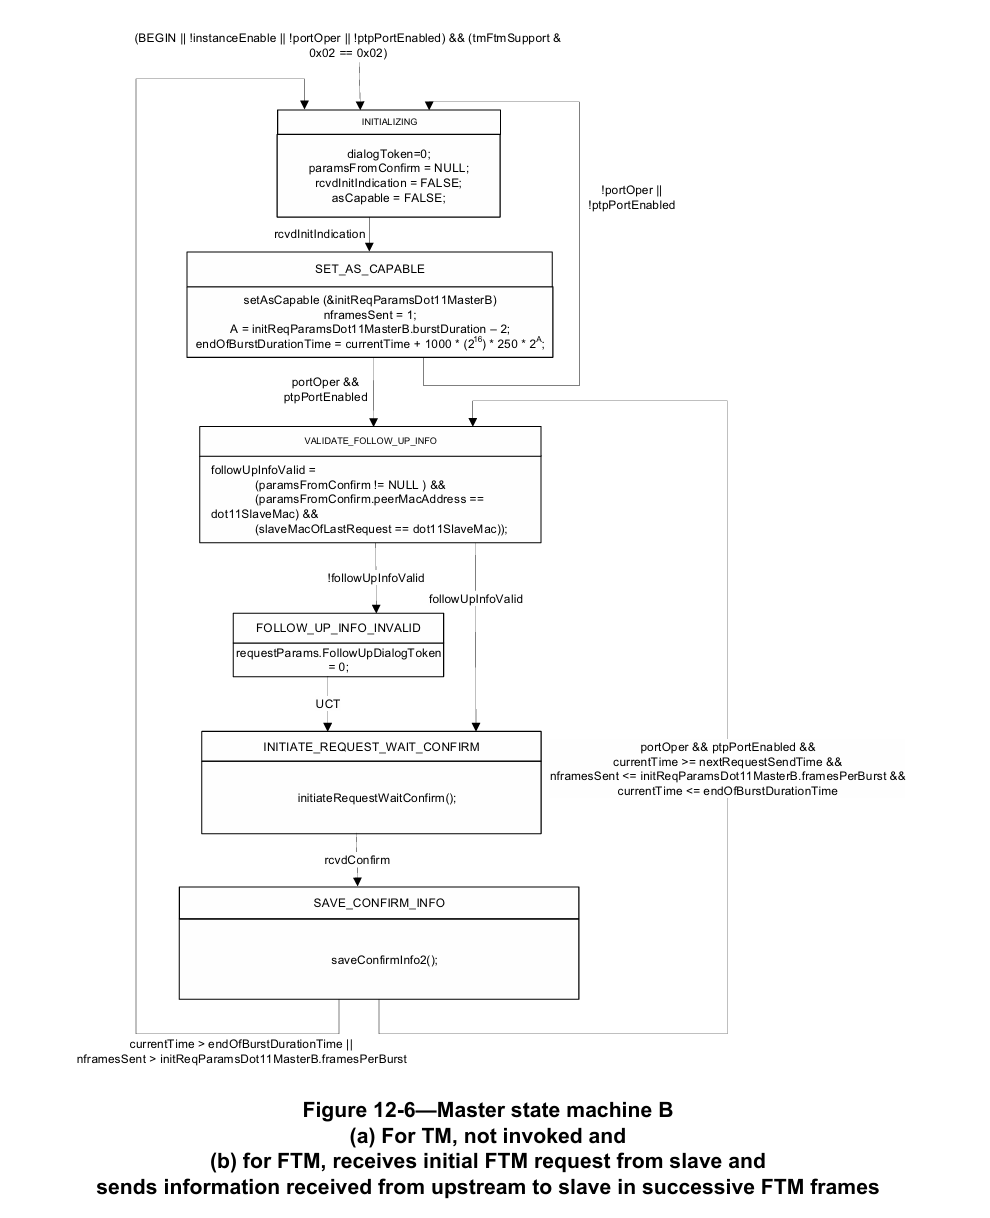 (BEGIN || !instanceEnable || !portOper || !ptpPortEnabled) && (tmFtmSupport &
0x02 == 0x02)
INITIALIZING
dialogToken=0;
paramsFromConfirm = NULL;
rcvdInitIndication = FALSE;
asCapable = FALSE;
!portOper ||
!ptpPortEnabled
rcvdInitIndication
SET_AS_CAPABLE
setAsCapable (&initReqParamsDot11MasterB)
nframesSent = 1;
A = initReqParamsDot11MasterB.burstDuration – 2;
endOfBurstDurationTime = currentTime + 1000 * (2^16) * 250 * 2^A;
portOper &&
ptpPortEnabled
VALIDATE_FOLLOW_UP_INFO
followUpInfoValid =
(paramsFromConfirm != NULL ) &&
(paramsFromConfirm.peerMacAddress ==
dot11SlaveMac) &&
(slaveMacOfLastRequest == dot11SlaveMac));
!followUpInfoValid
followUpInfoValid
FOLLOW_UP_INFO_INVALID
requestParams.FollowUpDialogToken
= 0;
UCT
INITIATE_REQUEST_WAIT_CONFIRM
initiateRequestWaitConfirm();
portOper && ptpPortEnabled &&
currentTime >= nextRequestSendTime &&
nframesSent <= initReqParamsDot11MasterB.framesPerBurst &&
currentTime <= endOfBurstDurationTime
rcvdConfirm
SAVE_CONFIRM_INFO
saveConfirmInfo2();
currentTime > endOfBurstDurationTime ||
nframesSent > initReqParamsDot11MasterB.framesPerBurst
Figure 12-6—Master state machine B
(a) For TM, not invoked and
(b) for FTM, receives initial FTM request from slave and
sends information received from upstream to slave in successive FTM frames